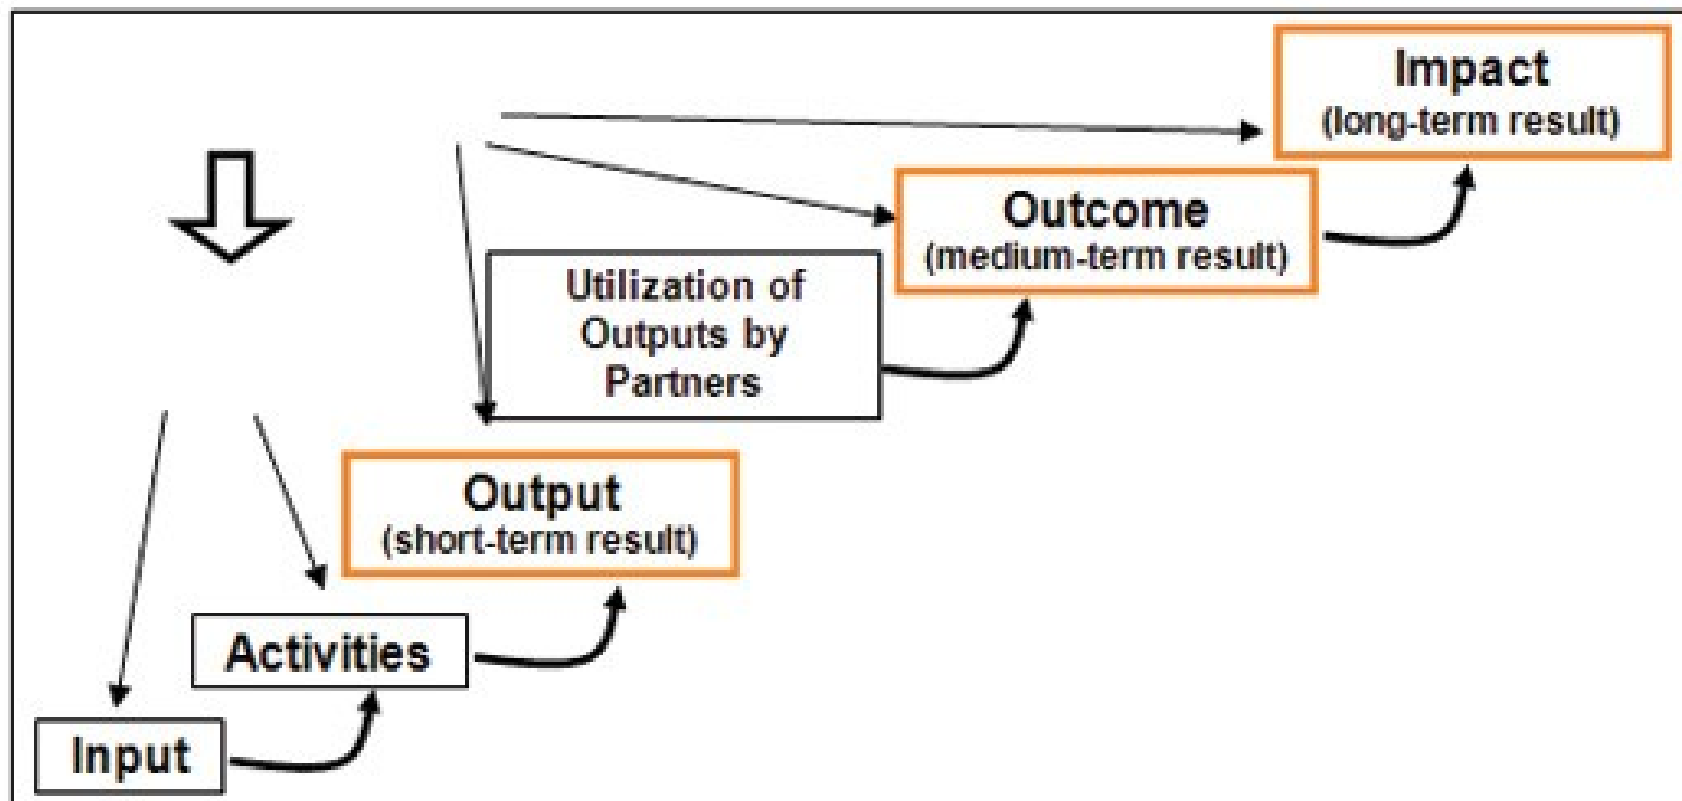 Impact
(long-term result)
Outcome
(medium-term result)
Utilization of
Outputs by
Partners
Output
(short-term result)
Activities
Input